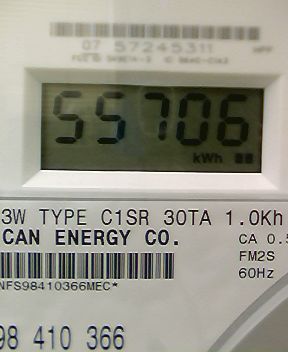 07 57245311
55706
kWh
3W TYPE C1SR 30TA 1.0Kh
CAN ENERGY CO.
CA 0.5
FM2S
60Hz
NFS98410366MEC*
98 410 366